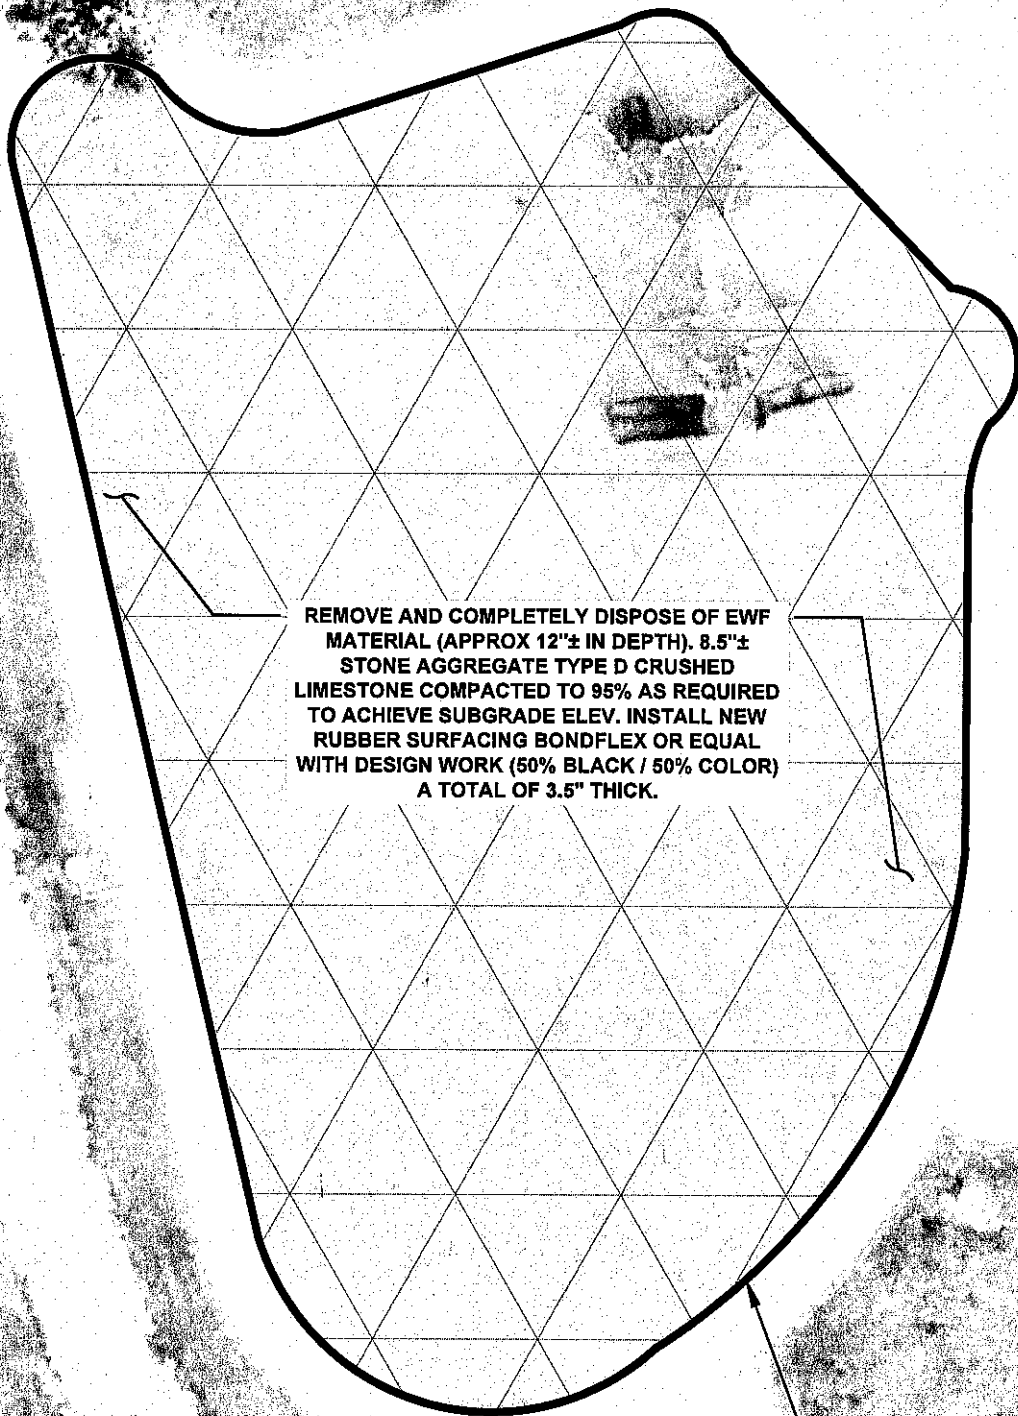 REMOVE AND COMPLETELY DISPOSE OF EWF
MATERIAL (APPROX 12"± IN DEPTH). 8.5"±
STONE AGGREGATE TYPE D CRUSHED
LIMESTONE COMPACTED TO 95% AS REQUIRED
TO ACHIEVE SUBGRADE ELEV. INSTALL NEW
RUBBER SURFACING BONDFLEX OR EQUAL
WITH DESIGN WORK (50% BLACK / 50% COLOR)
A TOTAL OF 3.5" THICK.